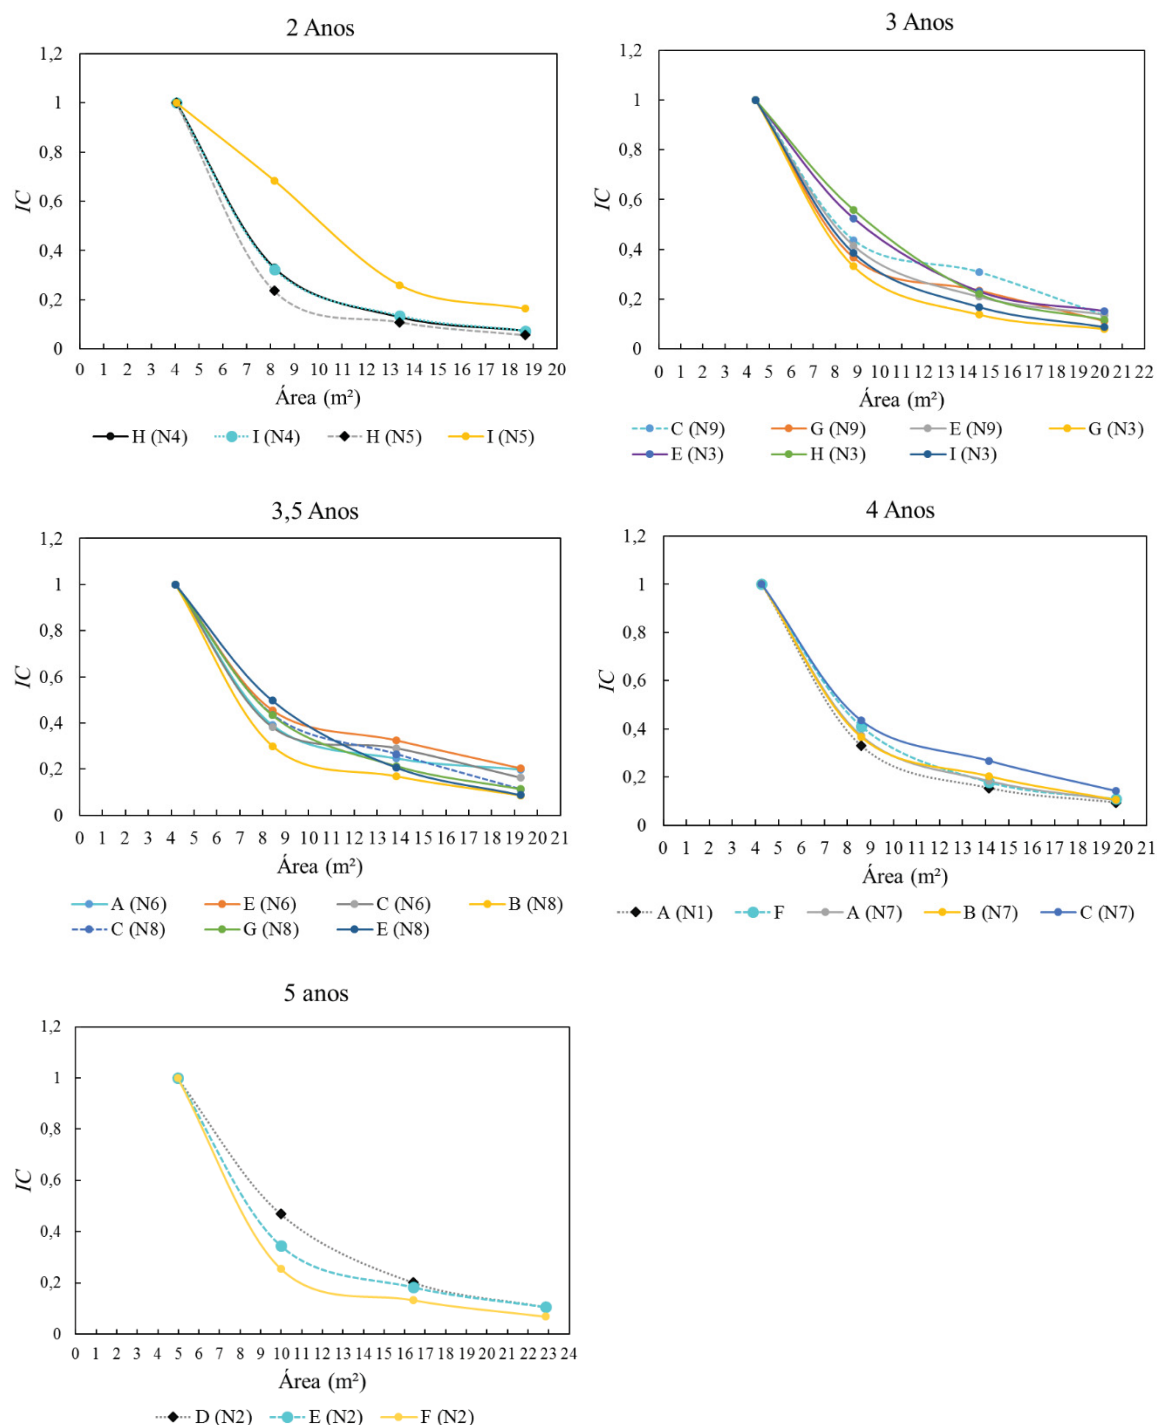 2 Anos
1,2
1
0,8
0,6
0,4
0,2
0
IC
0 1 2 3 4 5 6 7 8 9 10 11 12 13 14 15 16 17 18 19 20
Área (m²)
H (N4) I (N4) H (N5) I (N5)
3 Anos
1,2
1
0,8
0,6
0,4
0,2
0
IC
0 1 2 3 4 5 6 7 8 9 10 11 12 13 14 15 16 17 18 19 20 21 22
Área (m²)
C (N9) G (N9) E (N9) G (N3)
E (N3) H (N3) I (N3)
3,5 Anos
1,2
1
0,8
0,6
0,4
0,2
0
IC
0 1 2 3 4 5 6 7 8 9 10 11 12 13 14 15 16 17 18 19 20 21
Área (m²)
A (N6) E (N6) C (N6) B (N8)
C (N8) G (N8) E (N8)
4 Anos
1,2
1
0,8
0,6
0,4
0,2
0
IC
0 1 2 3 4 5 6 7 8 9 10 11 12 13 14 15 16 17 18 19 20 21
Área (m²)
A (N1) F A (N7) B (N7) C (N7)
5 anos
1,2
1
0,8
0,6
0,4
0,2
0
IC
0 1 2 3 4 5 6 7 8 9 10 11 12 13 14 15 16 17 18 19 20 21 22 23 24
Área (m²)
D (N2) E (N2) F (N2)